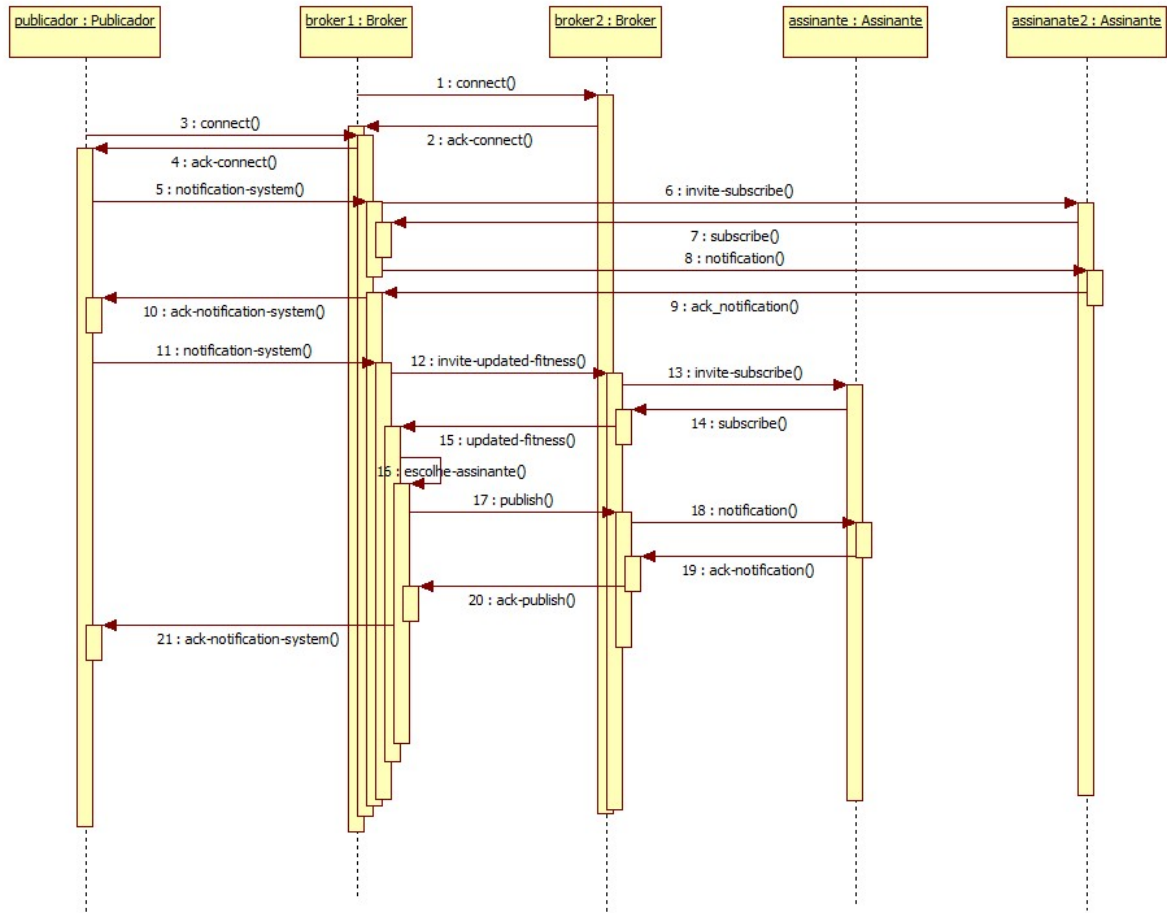 publicador : Publicador
broker1 : Broker
broker2 : Broker
assinante : Assinante
assinanate2 : Assinante
1 : connect()
2 : ack-connect()
3 : connect()
4 : ack-connect()
5 : notification-system()
6 : invite-subscribe()
7 : subscribe()
8 : notification()
9 : ack_notification()
10 : ack-notification-system()
11 : notification-system()
12 : invite-updated-fitness()
13 : invite-subscribe()
14 : subscribe()
15 : updated-fitness()
16 : escolhe-assinante()
17 : publish()
18 : notification()
19 : ack-notification()
20 : ack-publish()
21 : ack-notification-system()